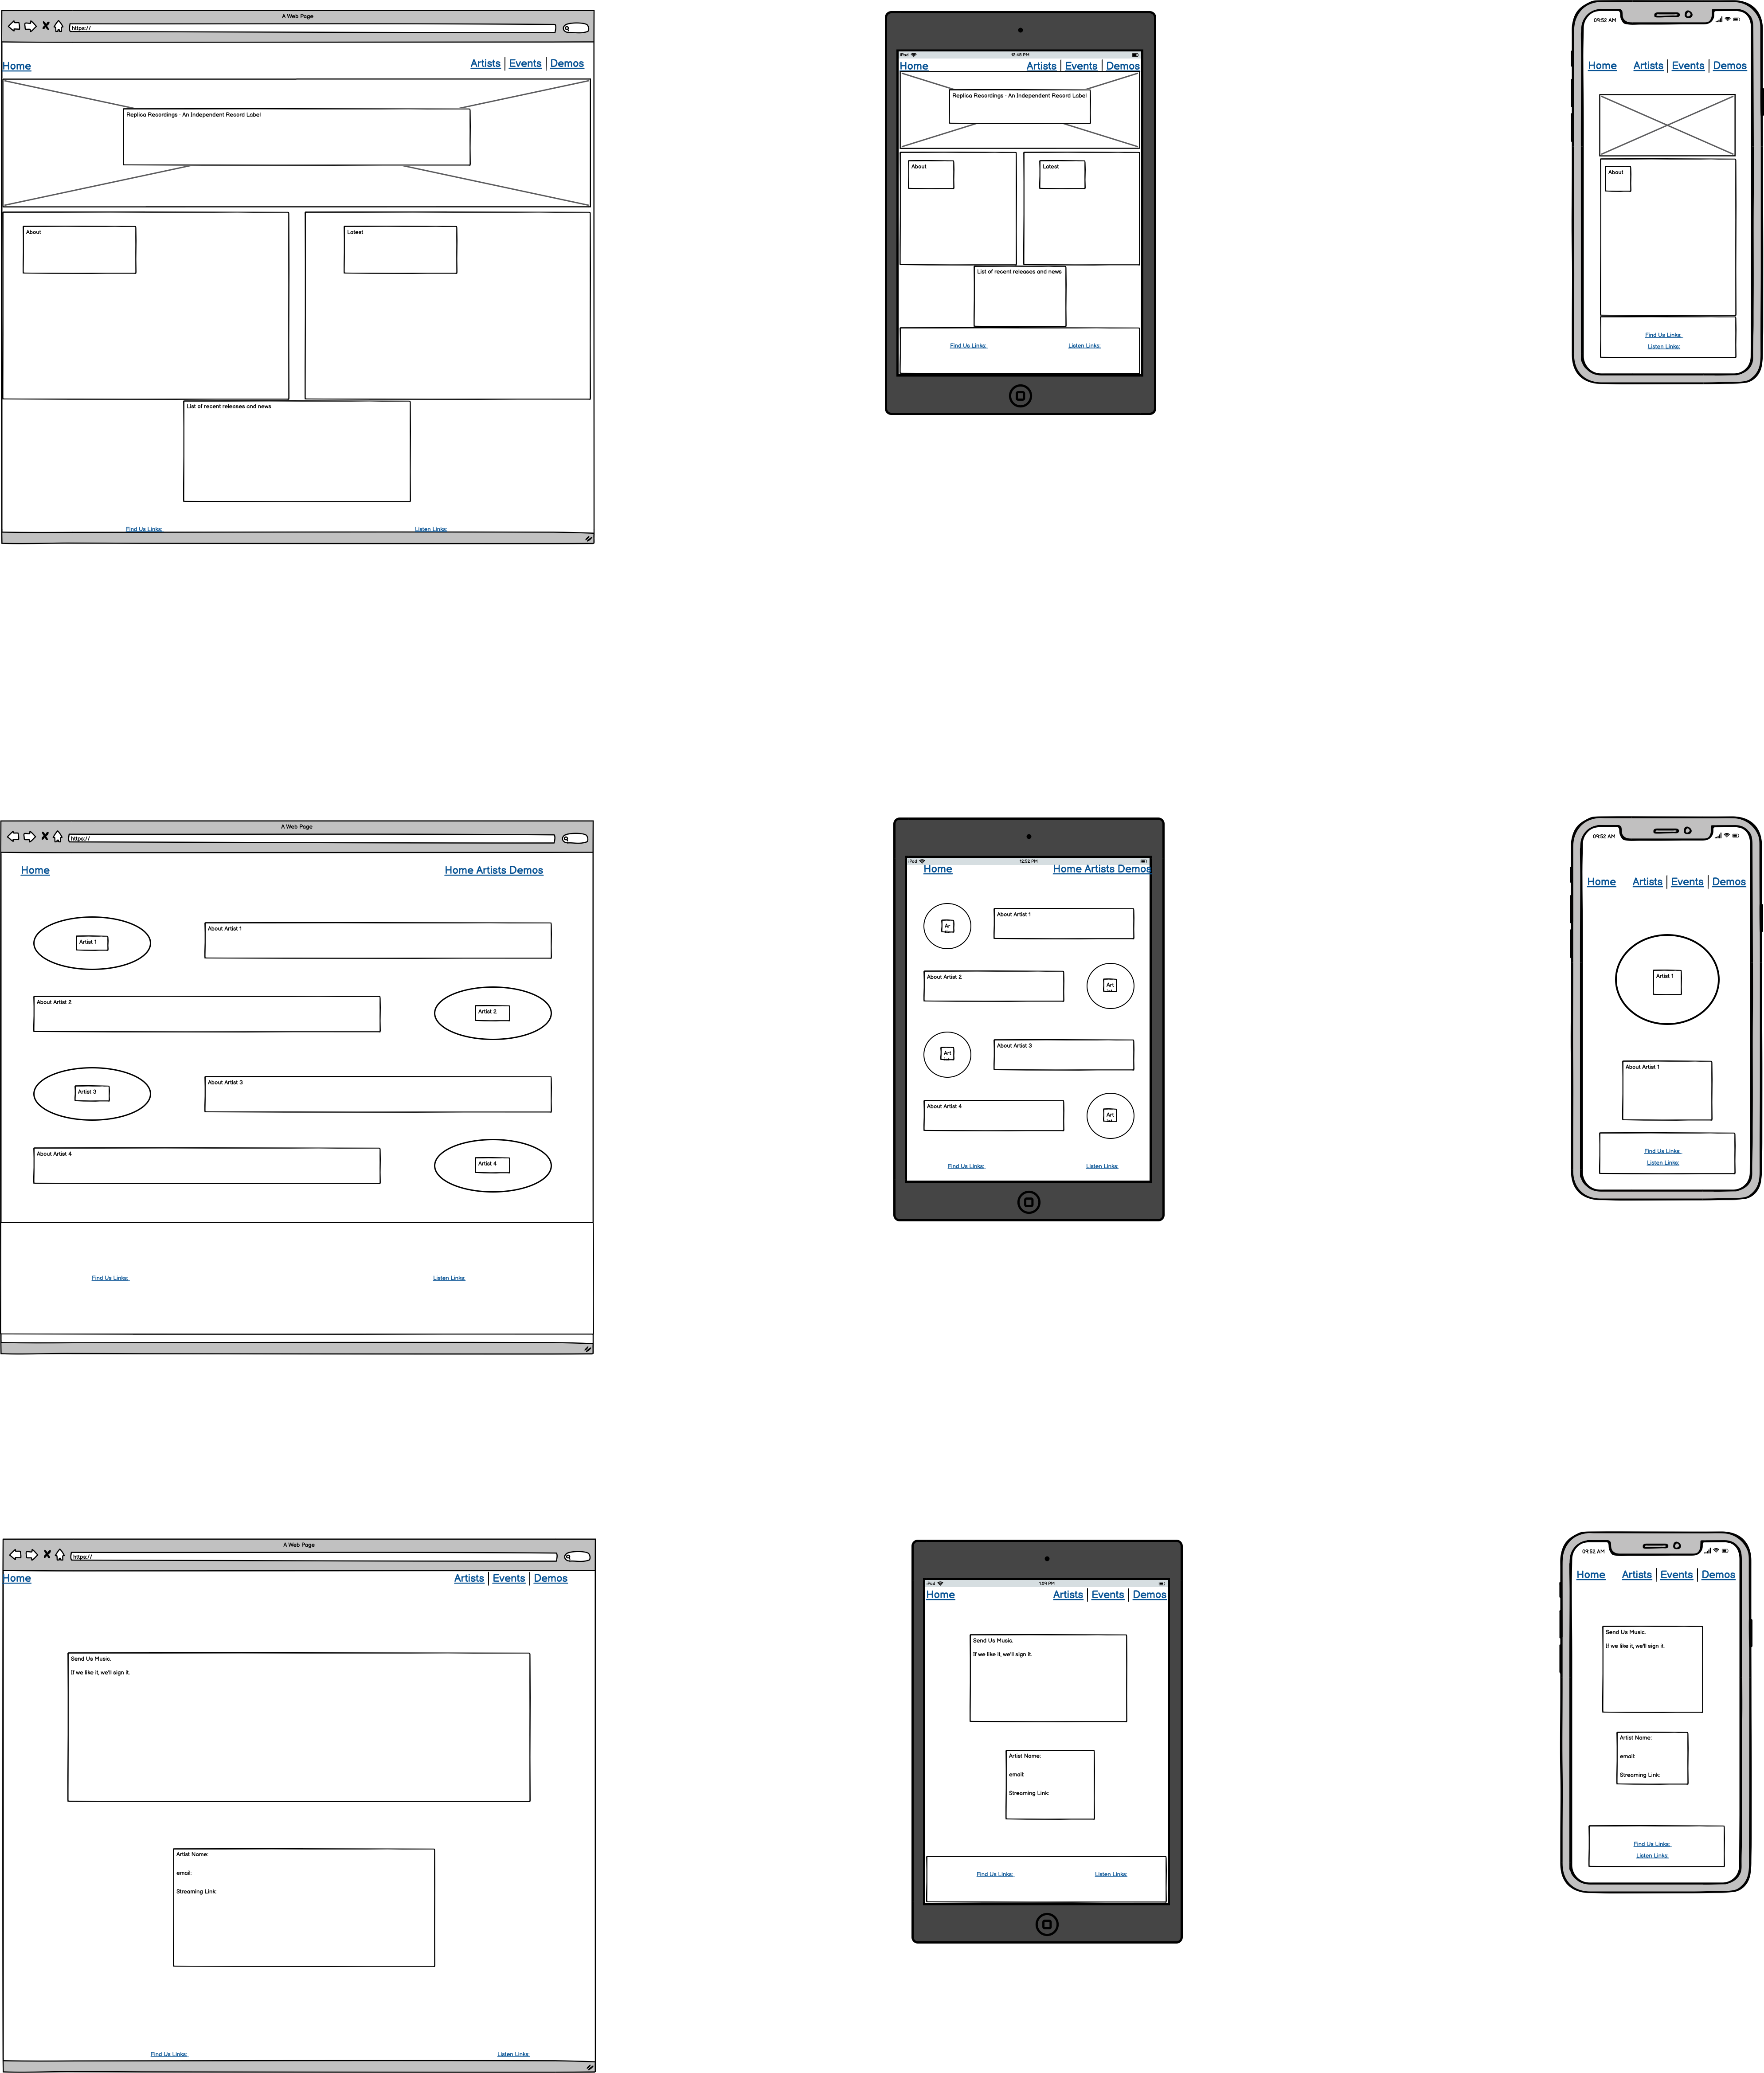 A Web Page
https://
Home
Artists | Events | Demos
Replica Recordings - An Independent Record Label
About
Latest
List of recent releases and news
Find Us Links:
Listen Links:
iPad
12:48 PM
Home
Artists | Events | Demos
Replica Recordings - An Independent Record Label
About
Latest
List of recent releases and news
Find Us Links:
Listen Links:
09:52 AM
Home
Artists | Events | Demos
About
Find Us Links:
Listen Links:
A Web Page
https://
Home
Home Artists Demos
Artist 1
About Artist 1
About Artist 2
Artist 2
Artist 3
About Artist 3
About Artist 4
Artist 4
Find Us Links:
Listen Links:
iPad
12:52 PM
Home
Home Artists Demos
Ar
About Artist 1
About Artist 2
Art
Art
About Artist 3
About Artist 4
Art
Find Us Links:
Listen Links:
09:52 AM
Home
Artists | Events | Demos
Artist 1
About Artist 1
Find Us Links:
Listen Links:
A Web Page
https://
Home
Artists | Events | Demos
Send Us Music.
If we like it, we'll sign it.
Artist Name:
email:
Streaming Link:
Find Us Links:
Listen Links:
iPad
1:09 PM
Home
Artists | Events | Demos
Send Us Music.
If we like it, we'll sign it.
Artist Name:
email:
Streaming Link:
Find Us Links:
Listen Links:
09:52 AM
Home
Artists | Events | Demos
Send Us Music.
If we like it, we'll sign it.
Artist Name:
email:
Streaming Link:
Find Us Links:
Listen Links: